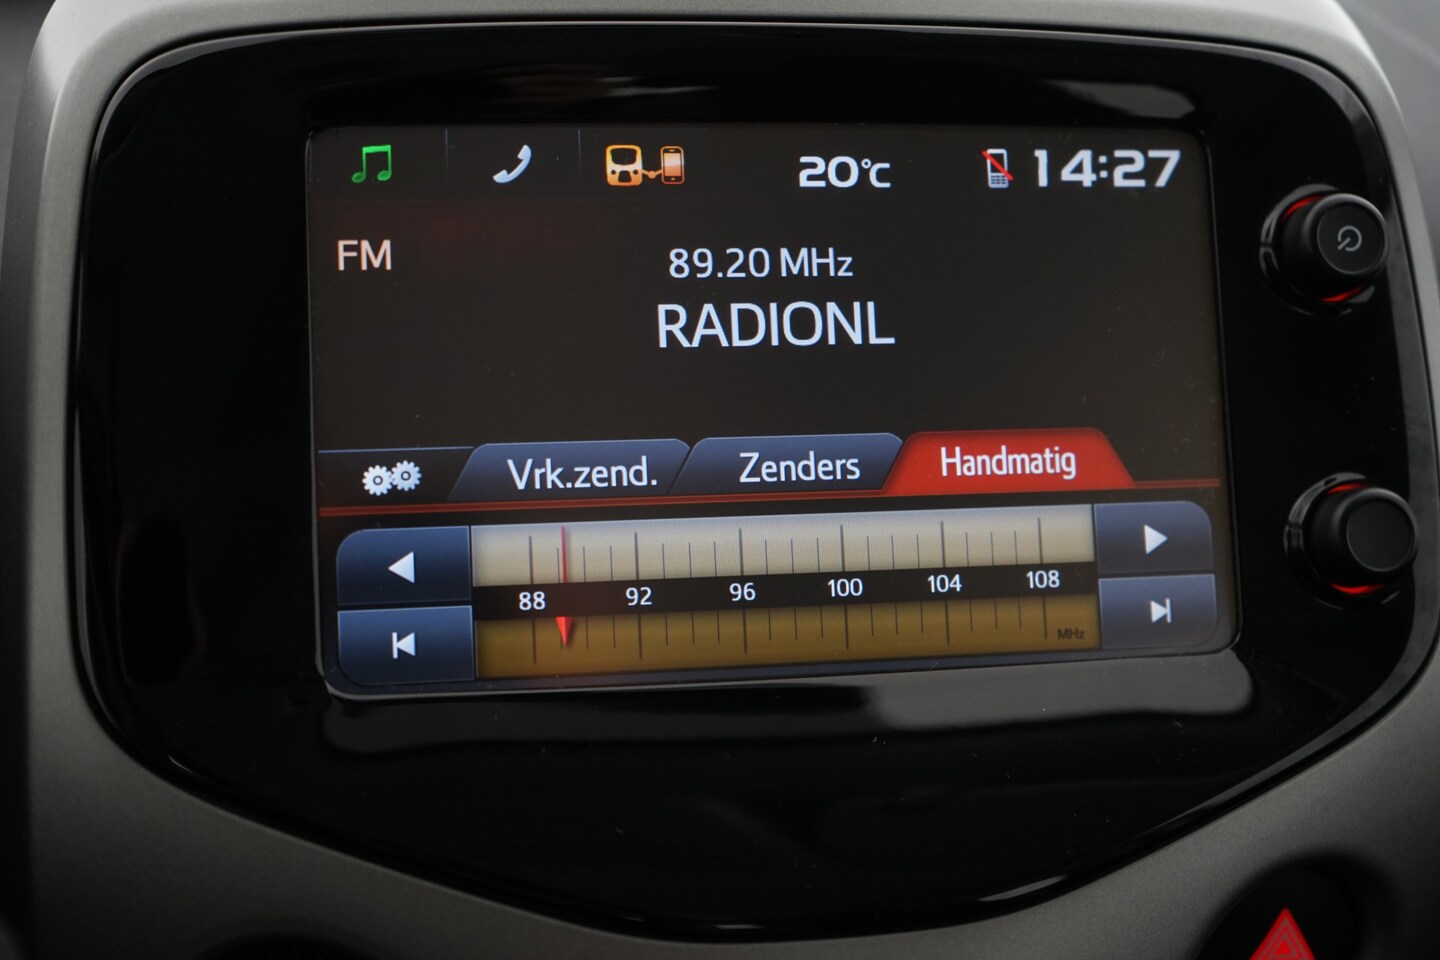 20°C
14:27
FM
89.20 MHz
RADIONL
Vrk.zend.
Zenders
Handmatig
88 92 96 100 104 108
MHz